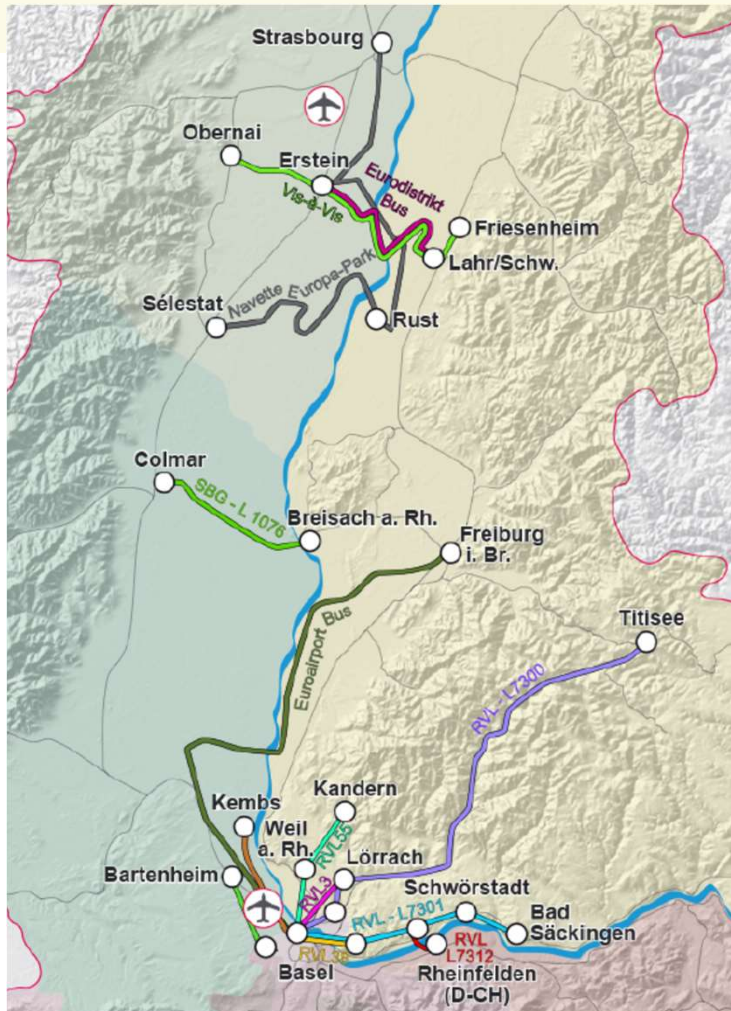 Strasbourg
Obernai
Erstein
Eurodistrikt
Bus
Vis-à-Vis
Friesenheim
Lahr/Schw.
Navette Europa-Park
Sélestat
Rust
Colmar
SBG - L 1076
Breisach a. Rh.
Freiburg
i. Br.
Euroairport Bus
Titisee
RVL - L7300
Kembs
Kandern
Weil
a. Rh.
RVL55
Bartenheim
Lörrach
RVL3
Schwörstadt
RVL - L7301
Bad
Säckingen
RVL38
Basel
RVL
L7312
Rheinfelden
(D-CH)